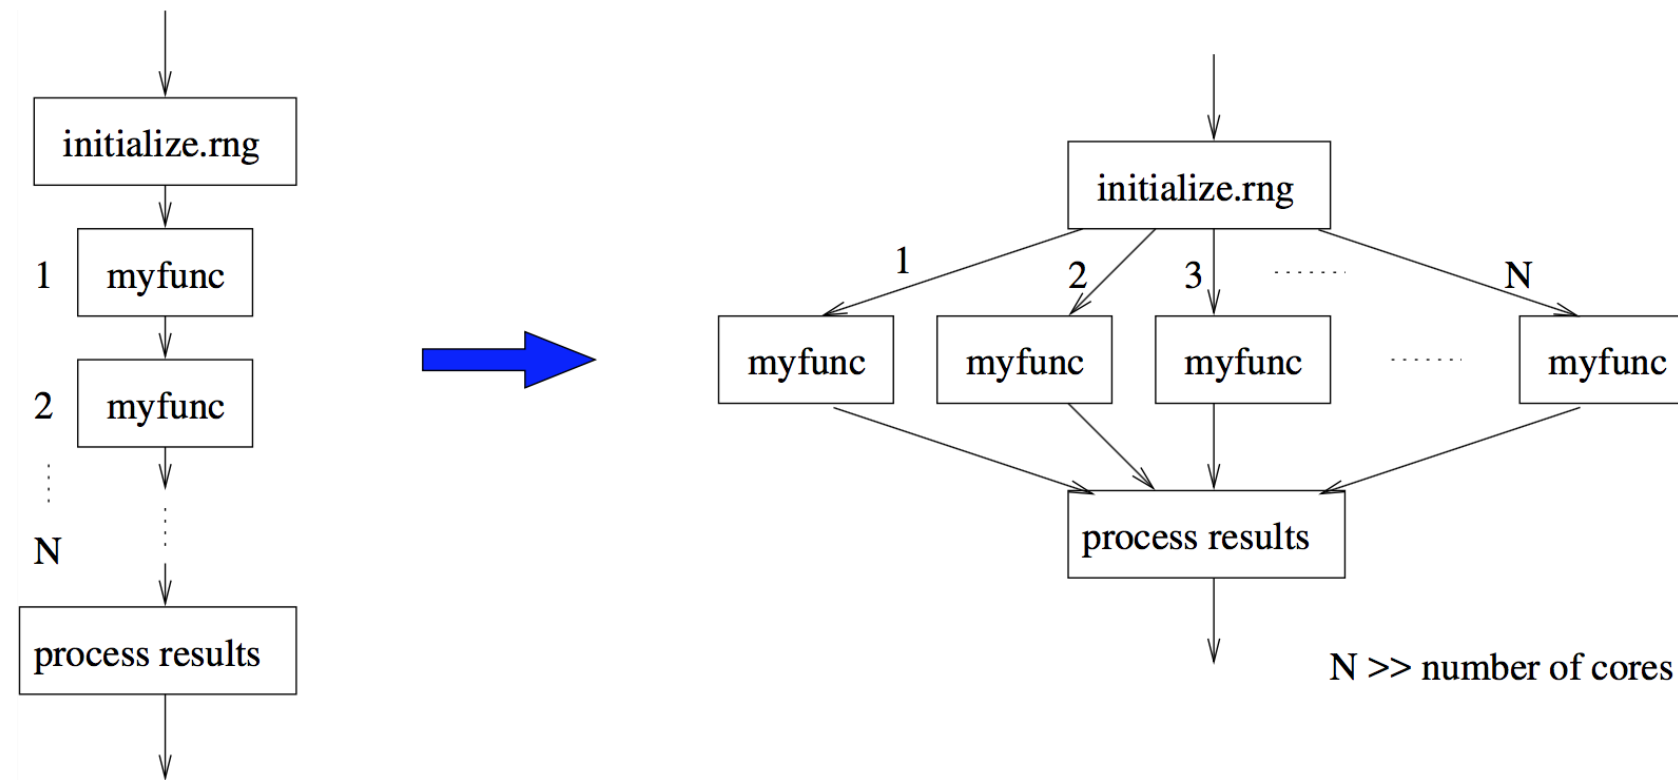 initialize.rng
1
myfunc
2
myfunc
N
process results
initialize.rng
1
2
3
N
myfunc
myfunc
myfunc
myfunc
process results
N >> number of cores